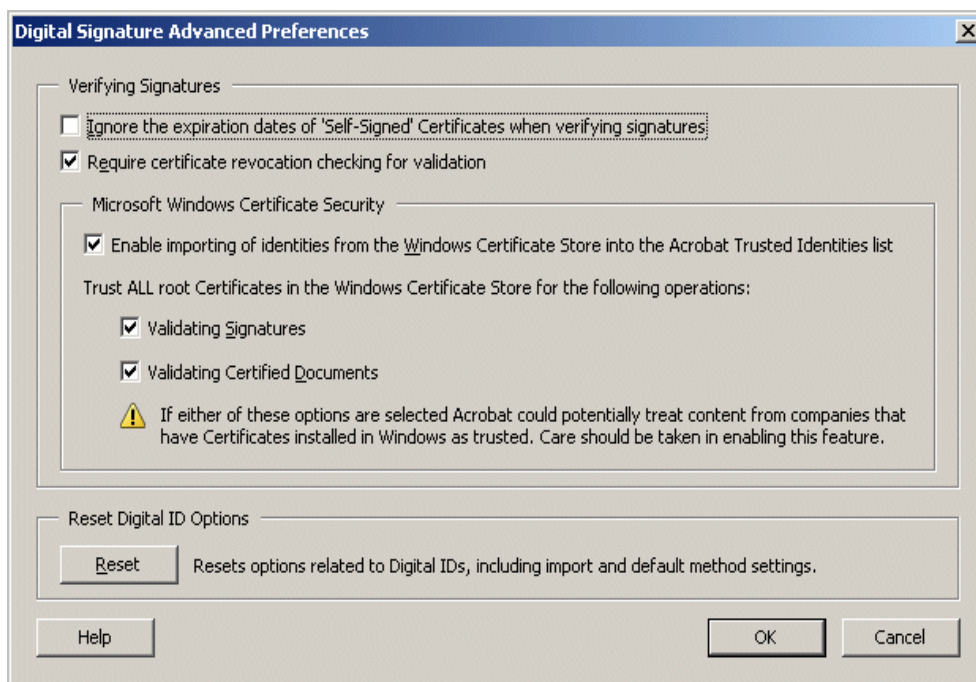 Digital Signature Advanced Preferences
Verifying Signatures
Ignore the expiration dates of 'Self-Signed' Certificates when verifying signatures
Require certificate revocation checking for validation
Microsoft Windows Certificate Security
Enable importing of identities from the Windows Certificate Store into the Acrobat Trusted Identities list
Trust ALL root Certificates in the Windows Certificate Store for the following operations:
Validating Signatures
Validating Certified Documents
If either of these options are selected Acrobat could potentially treat content from companies that
have Certificates installed in Windows as trusted. Care should be taken in enabling this feature.
Reset Digital ID Options
Reset
Resets options related to Digital IDs, including import and default method settings.
Help
OK
Cancel